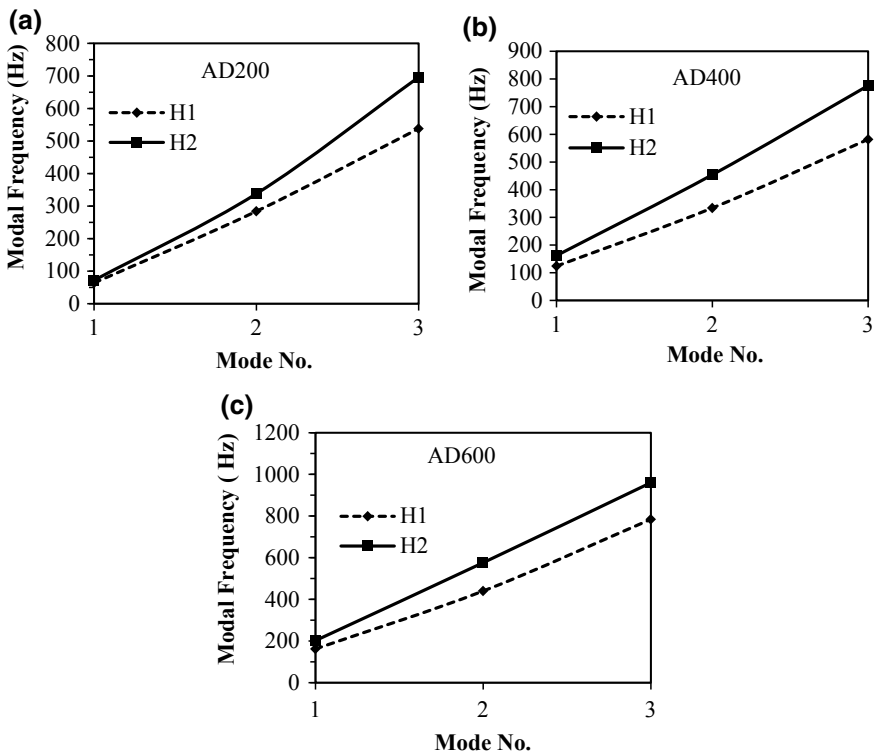 (a)
800
700
600
500
400
300
200
100
0
Modal Frequency (Hz)
AD200
H1
H2
1 2 3
Mode No.
(b)
900
800
700
600
500
400
300
200
100
0
Modal Frequency (Hz)
AD400
H1
H2
1 2 3
Mode No.
(c)
1200
1000
800
600
400
200
0
Modal Frequency ( Hz)
AD600
H1
H2
1 2 3
Mode No.